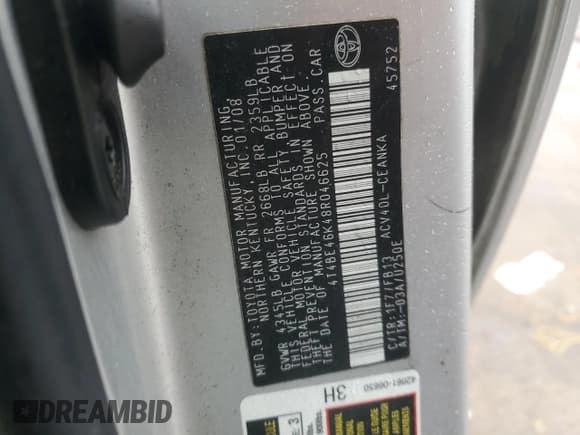 MFD.BY: TOYOTA MOTOR MANUFACTURING,
NORTHERN KENTUCKY, INC. 01/08
GVWR 4345LB GAWR FR 2668LB RR 2359LB
THIS VEHICLE CONFORMS TO ALL APPLICABLE
FEDERAL MOTOR VEHICLE SAFETY, BUMPER, AND
THEFT PREVENTION STANDARDS IN EFFECT ON
THE DATE OF MANUFACTURE SHOWN ABOVE.
4T4BE46K48R046625 PASS. CAR
C/TR:1F7/FB13 ACV40L-CEANKA
A/TM:-03A/U250E
45752
42661-06650
3H
DREAMBID